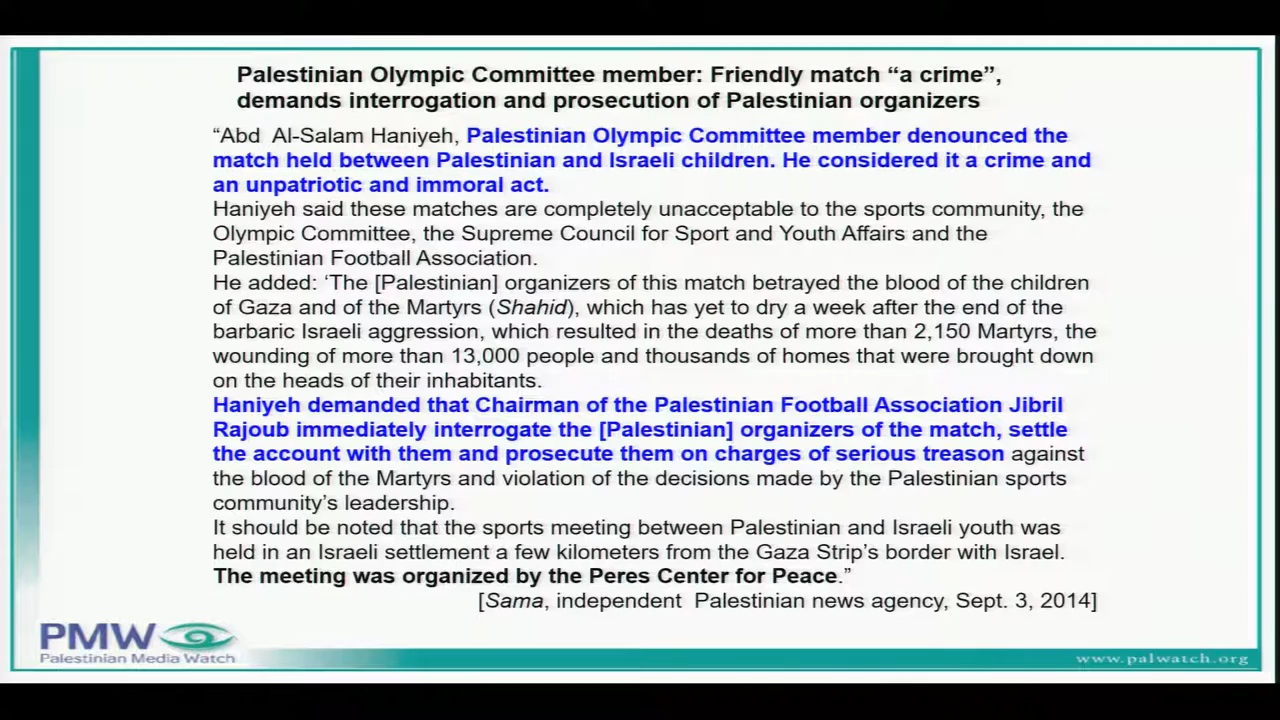 Palestinian Olympic Committee member: Friendly match “a crime”,
demands interrogation and prosecution of Palestinian organizers
“Abd Al-Salam Haniyeh, Palestinian Olympic Committee member denounced the
match held between Palestinian and Israeli children. He considered it a crime and
an unpatriotic and immoral act.
Haniyeh said these matches are completely unacceptable to the sports community, the
Olympic Committee, the Supreme Council for Sport and Youth Affairs and the
Palestinian Football Association.
He added: ‘The [Palestinian] organizers of this match betrayed the blood of the children
of Gaza and of the Martyrs (Shahid), which has yet to dry a week after the end of the
barbaric Israeli aggression, which resulted in the deaths of more than 2,150 Martyrs, the
wounding of more than 13,000 people and thousands of homes that were brought down
on the heads of their inhabitants.
Haniyeh demanded that Chairman of the Palestinian Football Association Jibril
Rajoub immediately interrogate the [Palestinian] organizers of the match, settle
the account with them and prosecute them on charges of serious treason against
the blood of the Martyrs and violation of the decisions made by the Palestinian sports
community’s leadership.
It should be noted that the sports meeting between Palestinian and Israeli youth was
held in an Israeli settlement a few kilometers from the Gaza Strip’s border with Israel.
The meeting was organized by the Peres Center for Peace.”
[Sama, independent Palestinian news agency, Sept. 3, 2014]
PMW
Palestinian Media Watch
www.palwatch.org